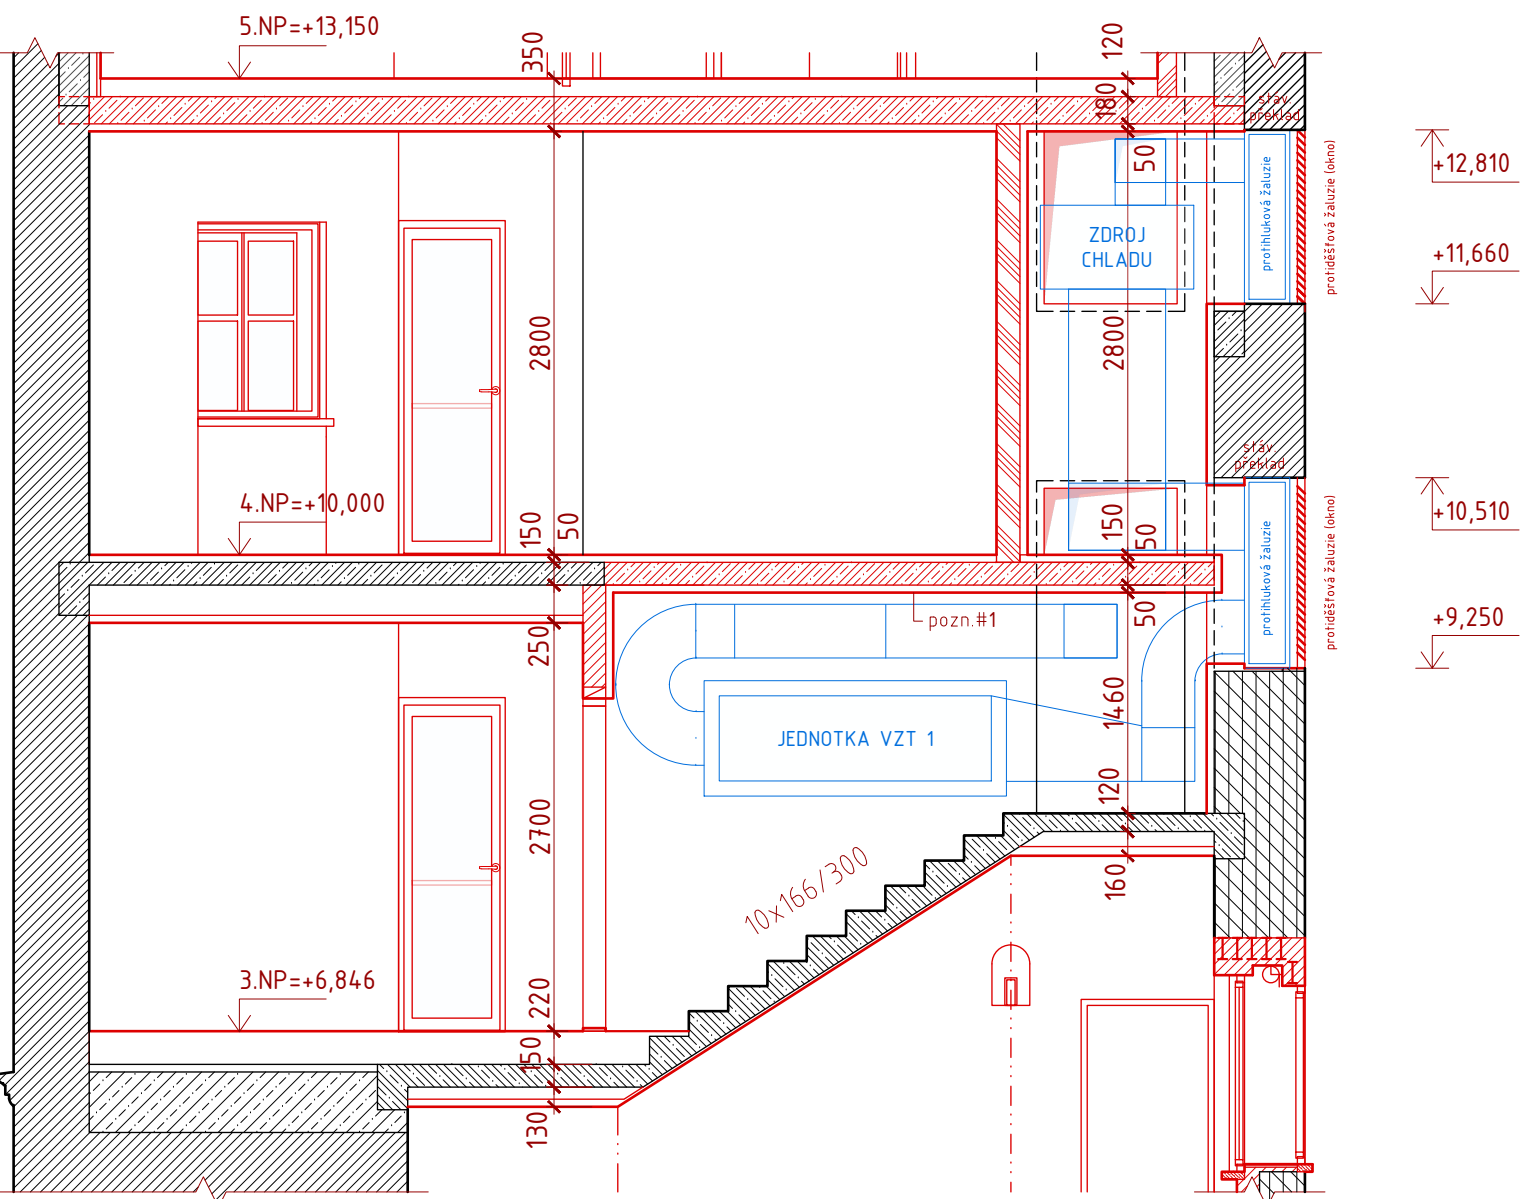 5.NP=+13,150
350
120
180
stáv.
překlad
50
+12,810
ZDROJ
CHLADU
protihluková žaluzie
protidešťová žaluzie (okno)
+11,660
2800
2800
stáv.
překlad
4.NP=+10,000
150
50
150
50
+10,510
protihluková žaluzie
protidešťová žaluzie (okno)
pozn.#1
50
+9,250
250
1460
JEDNOTKA VZT 1
120
2700
10x166/300
160
3.NP=+6,846
220
150
130